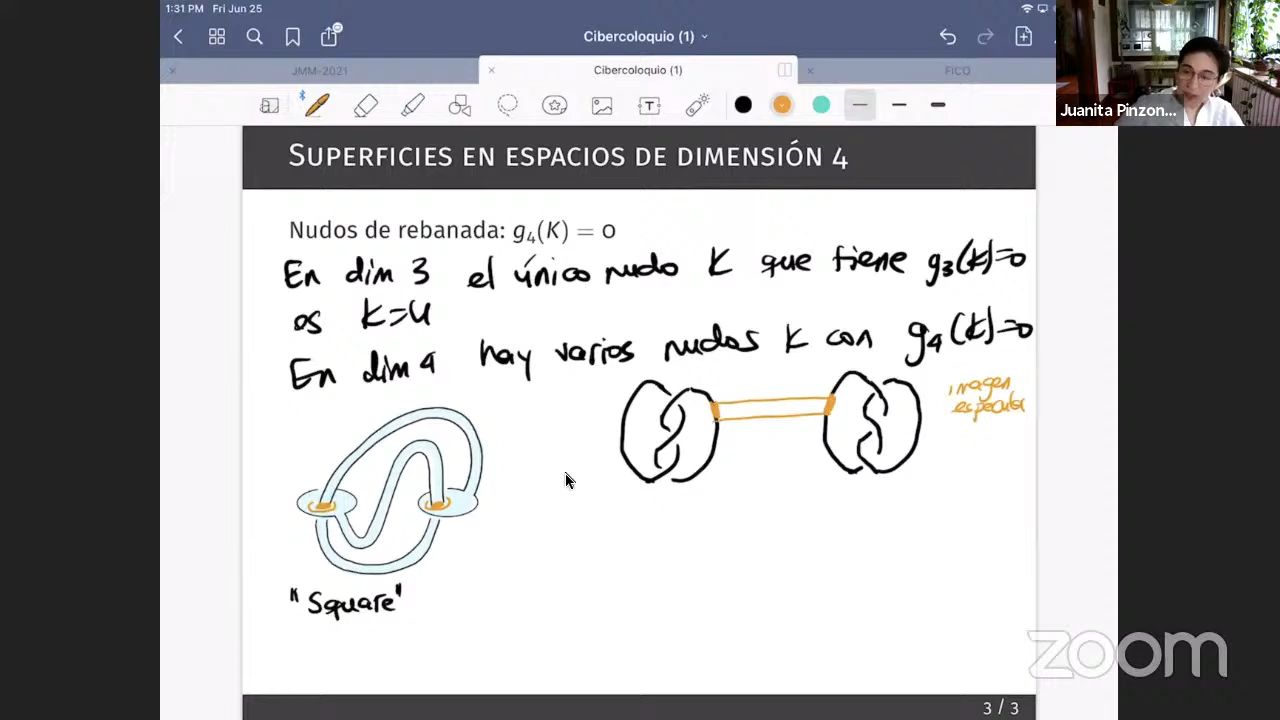 1:31 PM Fri Jun 25
Cibercoloquio (1)
JMM-2021
Cibercoloquio (1)
FICO
Juanita Pinzon...
SUPERFICIES EN ESPACIOS DE DIMENSIÓN 4
Nudos de rebanada: g₄(K) = 0
En dim 3 el único nudo K que tiene g₃(K)=0
es K=U
En dim 4 hay varios nudos K con g₄(K)=0
imagen
especular
"Square"
zoom
3 / 3